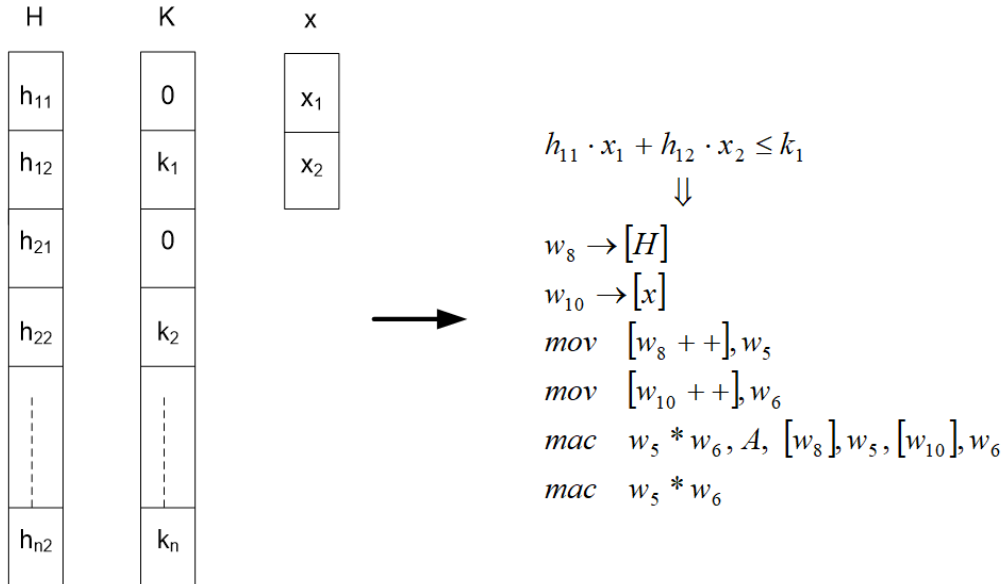 H K x
h₁₁ 0 x₁
h₁₂ k₁ x₂
h₂₁ 0
h₂₂ k₂
hₙ₂ kₙ
h₁₁ · x₁ + h₁₂ · x₂ ≤ k₁
⇓
w₈ → [H]
w₁₀ → [x]
mov [w₈ ++], w₅
mov [w₁₀ ++], w₆
mac w₅ * w₆, A, [w₈], w₅, [w₁₀], w₆
mac w₅ * w₆